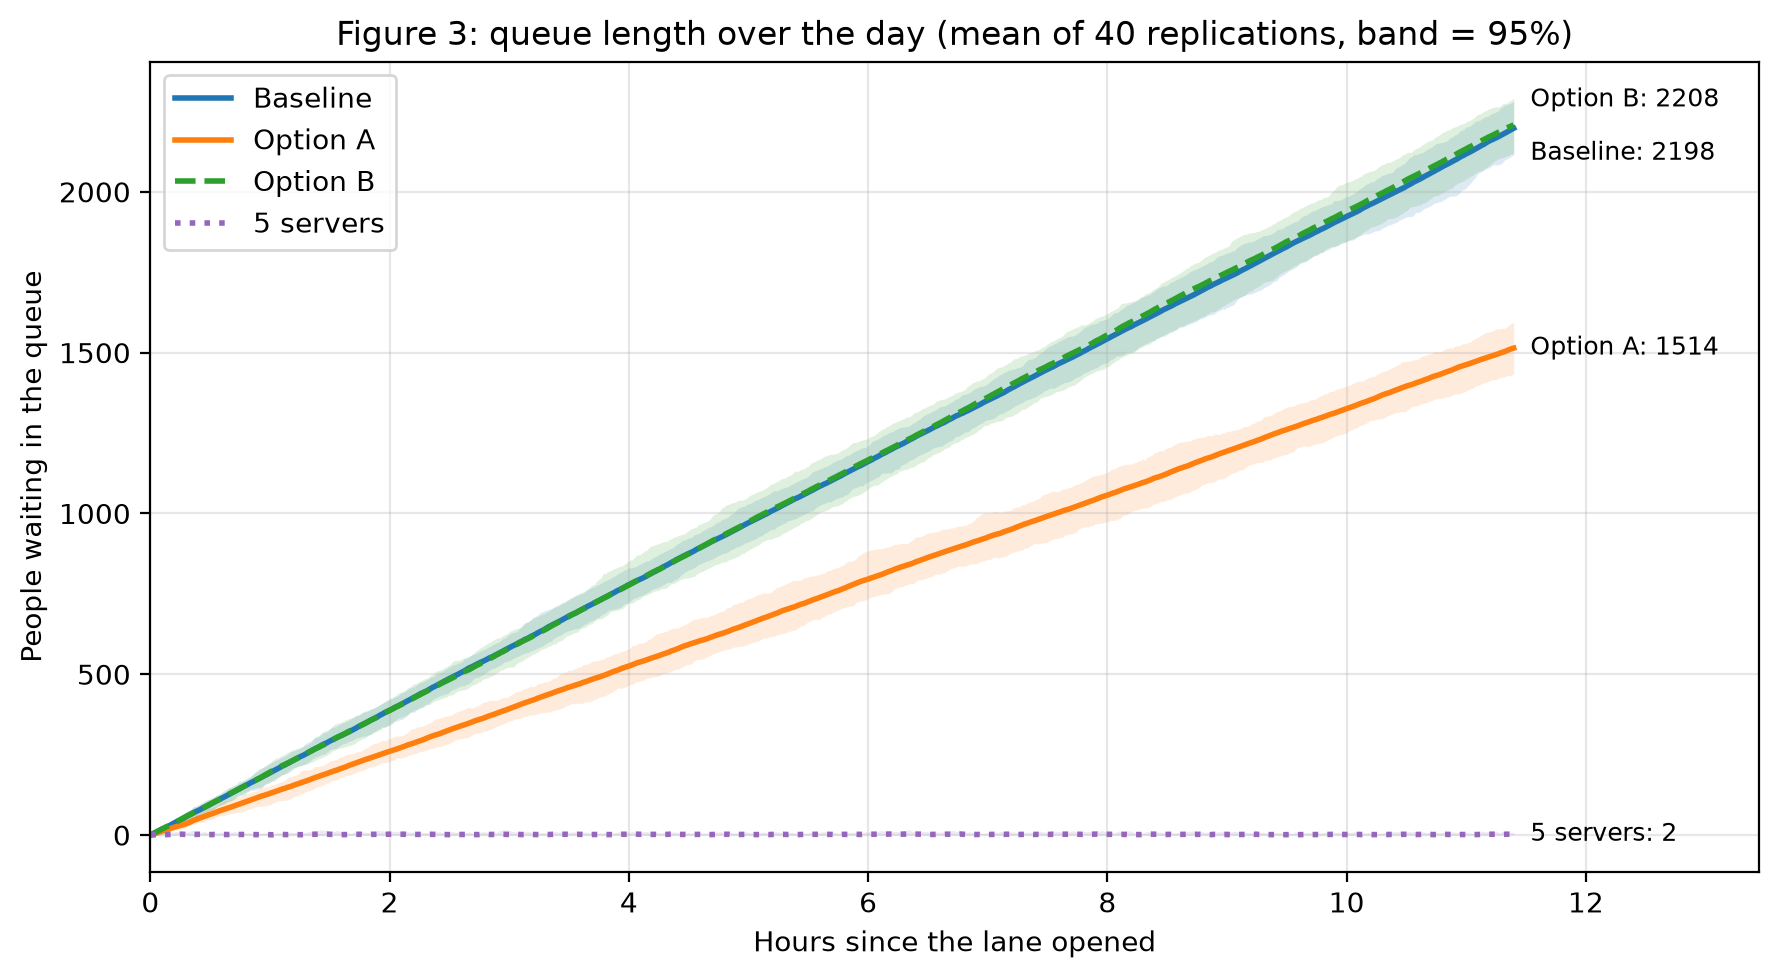 Figure 3: queue length over the day (mean of 40 replications, band = 95%)
Baseline
Option A
Option B
5 servers
Option B: 2208
Baseline: 2198
Option A: 1514
5 servers: 2
People waiting in the queue
2000
1500
1000
500
0
0 2 4 6 8 10 12
Hours since the lane opened